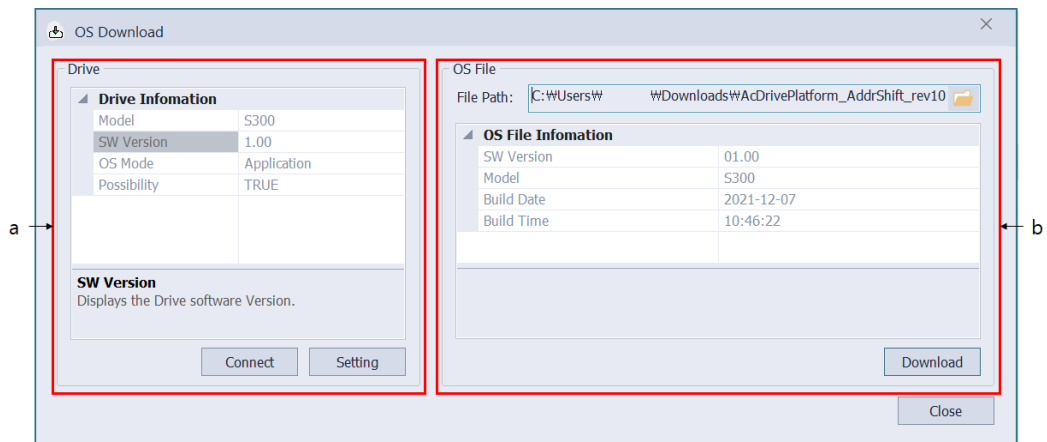 OS Download
a
Drive
Drive Infomation
Model S300
SW Version 1.00
OS Mode Application
Possibility TRUE
SW Version
Displays the Drive software Version.
Connect Setting
OS File
File Path: C:₩Users₩ ₩Downloads₩AcDrivePlatform_AddrShift_rev10
OS File Infomation
SW Version 01.00
Model S300
Build Date 2021-12-07
Build Time 10:46:22
Download
b
Close